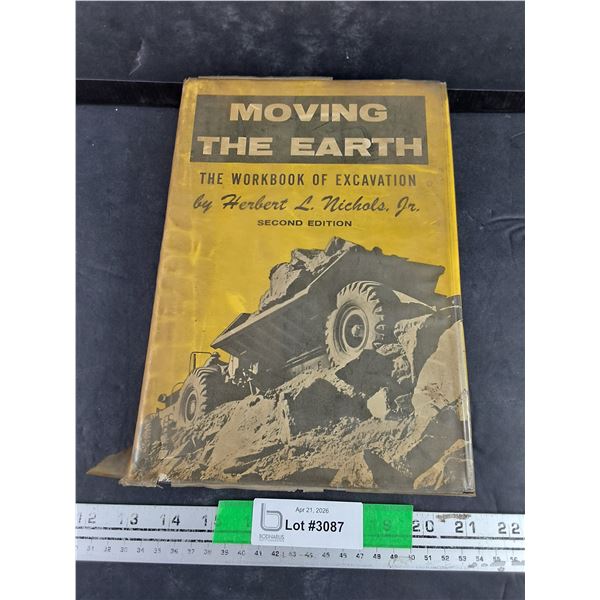 MOVING
THE EARTH
THE WORKBOOK OF EXCAVATION
by Herbert L. Nichols, Jr.
SECOND EDITION
Apr 21, 2026
Lot #3087
BODNARUS
12 13 14 20 21 22